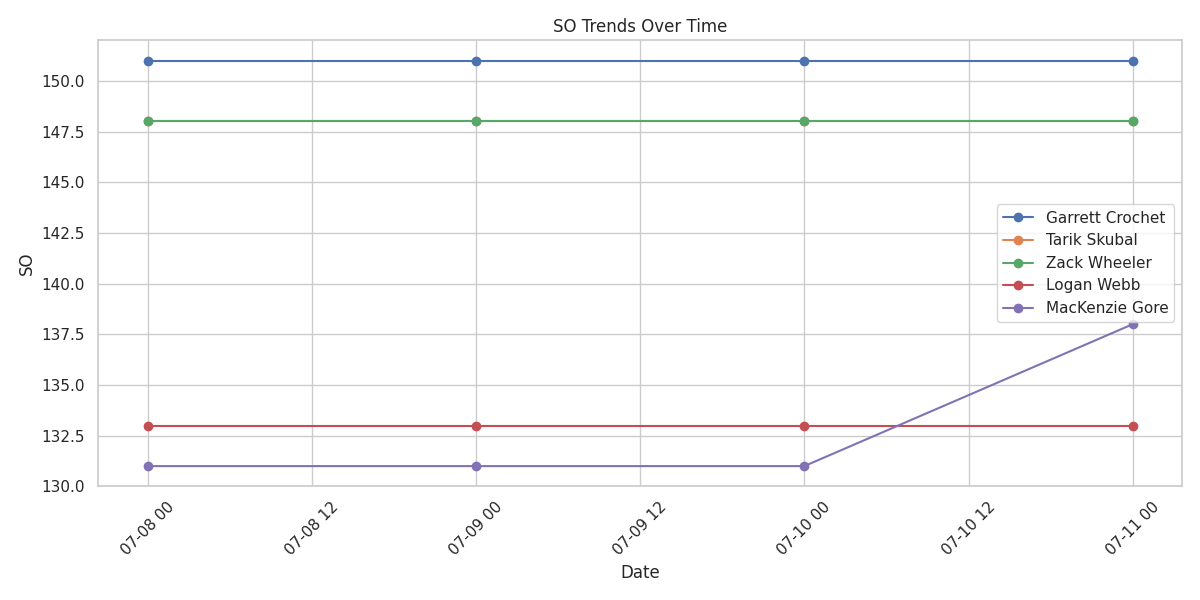 SO Trends Over Time
SO
150.0
147.5
145.0
142.5
140.0
137.5
135.0
132.5
130.0
Garrett Crochet
Tarik Skubal
Zack Wheeler
Logan Webb
MacKenzie Gore
07-08 00
07-08 12
07-09 00
07-09 12
07-10 00
07-10 12
07-11 00
Date